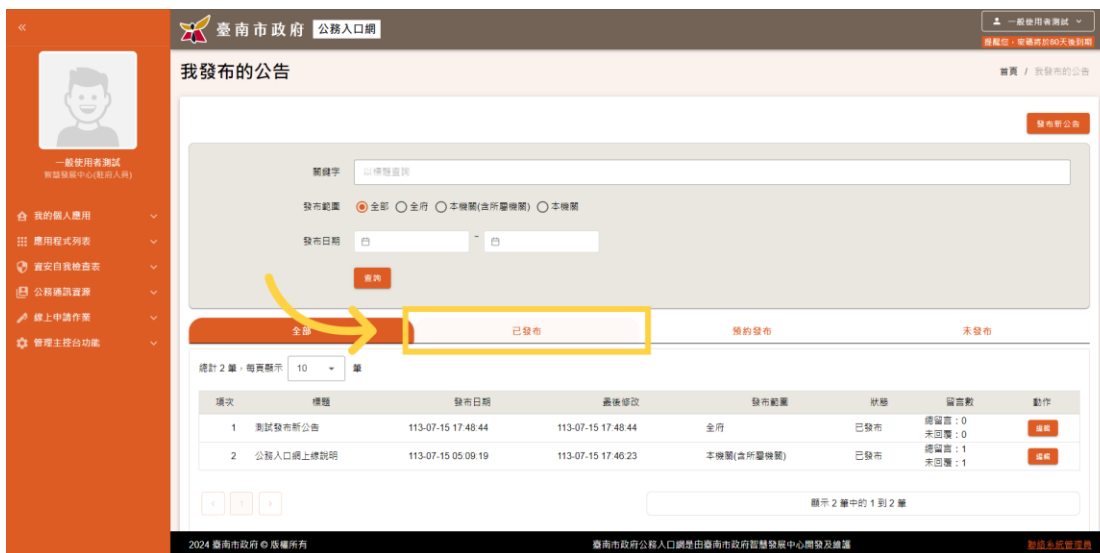 «
臺南市政府 公務入口網
一般使用者測試
提醒您，密碼將於60天後到期
我發布的公告
首頁 / 我發布的公告
發布新公告
一般使用者測試
智慧發展中心(駐府人員)
我的個人應用
應用程式列表
資安自我檢查表
公務通訊資源
線上申請作業
管理主控台功能
關鍵字 以標題查詢
發布範圍 全部 全府 本機關(含所屬機關) 本機關
發布日期 ~
查詢
全部 已發布 預約發布 未發布
總計 2 筆，每頁顯示 10 筆
項次 標題 發布日期 最後修改 發布範圍 狀態 留言數 動作
1 測試發布新公告 113-07-15 17:48:44 113-07-15 17:48:44 全府 已發布 總留言：0 編輯
未回覆：0
2 公務入口網上線說明 113-07-15 05:09:19 113-07-15 17:46:23 本機關(含所屬機關) 已發布 總留言：1 編輯
未回覆：1
< 1 >
顯示 2 筆中的 1 到 2 筆
2024 臺南市政府 © 版權所有 臺南市政府公務入口網是由臺南市政府智慧發展中心開發及維護 聯絡系統管理員